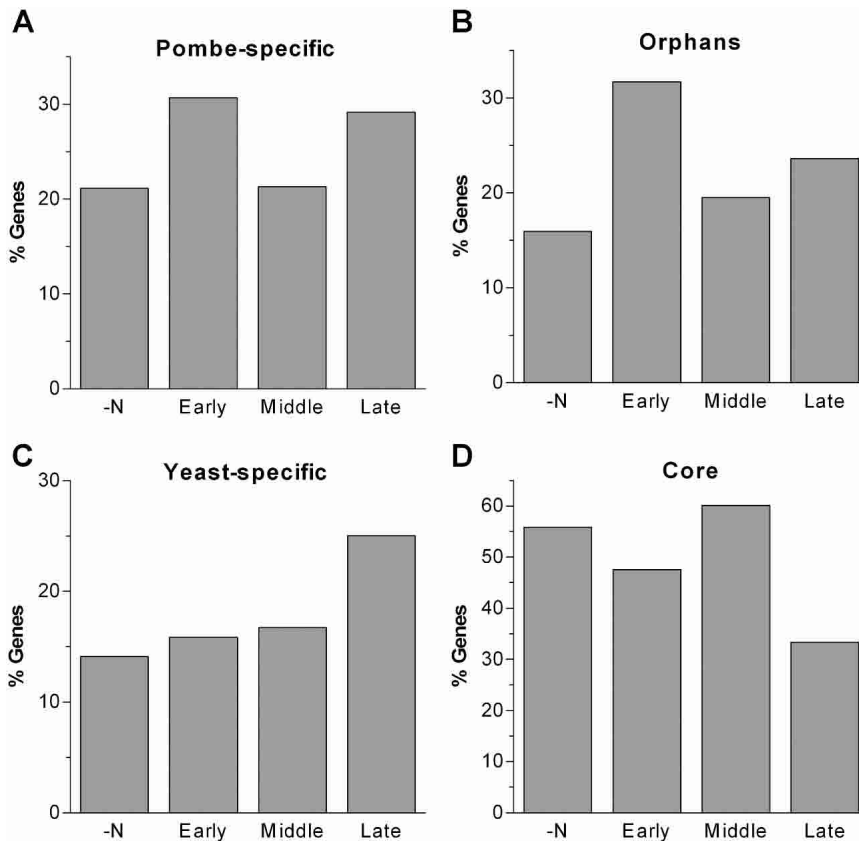 A
Pombe-specific
% Genes
30
20
10
0
-N Early Middle Late
B
Orphans
% Genes
30
20
10
0
-N Early Middle Late
C
Yeast-specific
% Genes
30
20
10
0
-N Early Middle Late
D
Core
% Genes
60
50
40
30
20
10
0
-N Early Middle Late